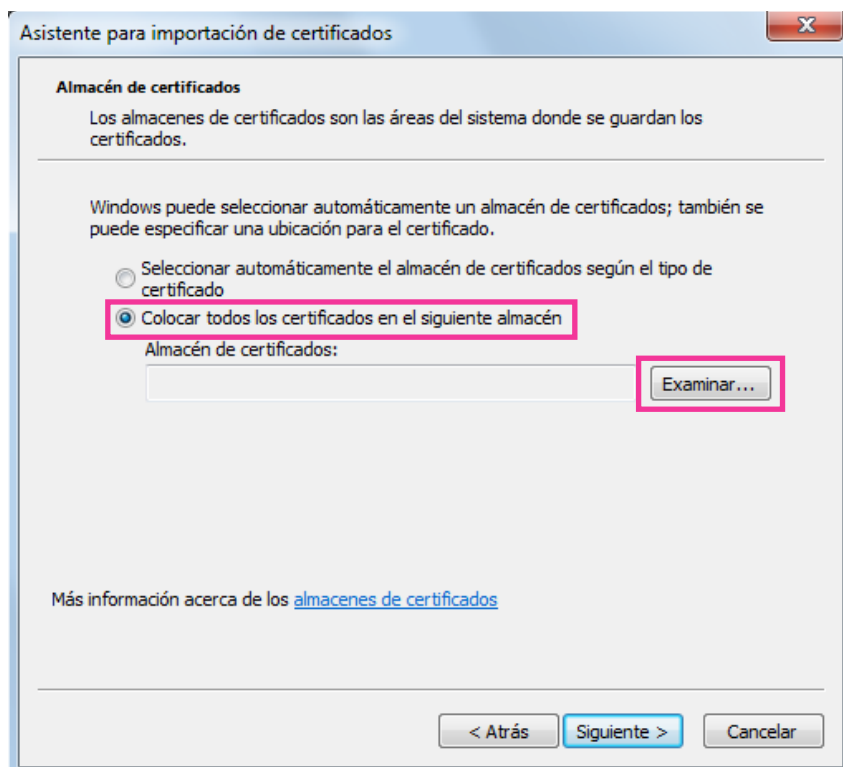 Asistente para importación de certificados
Almacén de certificados
Los almacenes de certificados son las áreas del sistema donde se guardan los
certificados.
Windows puede seleccionar automáticamente un almacén de certificados; también se
puede especificar una ubicación para el certificado.
Seleccionar automáticamente el almacén de certificados según el tipo de
certificado
Colocar todos los certificados en el siguiente almacén
Almacén de certificados:
Examinar...
Más información acerca de los almacenes de certificados
< Atrás Siguiente > Cancelar